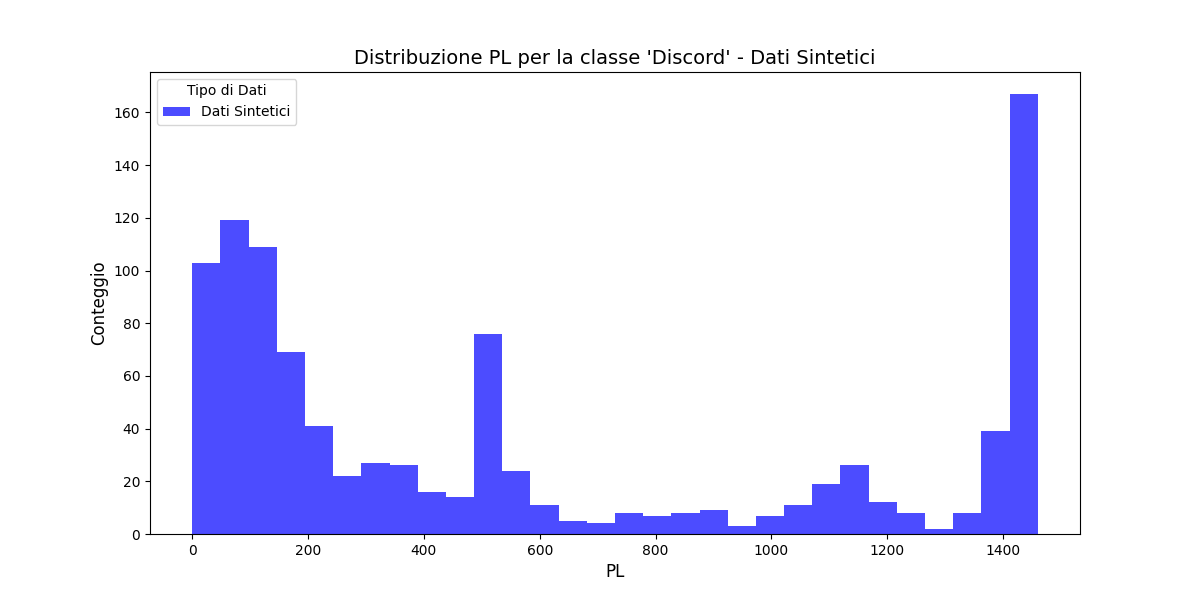 Distribuzione PL per la classe 'Discord' - Dati Sintetici
Tipo di Dati
Dati Sintetici
Conteggio
160
140
120
100
80
60
40
20
0
0 200 400 600 800 1000 1200 1400
PL